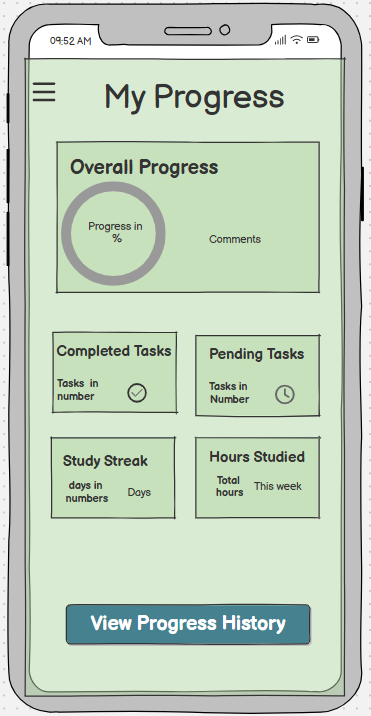 09:52 AM
My Progress
Overall Progress
Progress in
%
Comments
Completed Tasks
Tasks in
number
Pending Tasks
Tasks in
Number
Study Streak
days in
numbers
Days
Hours Studied
Total
hours
This week
View Progress History